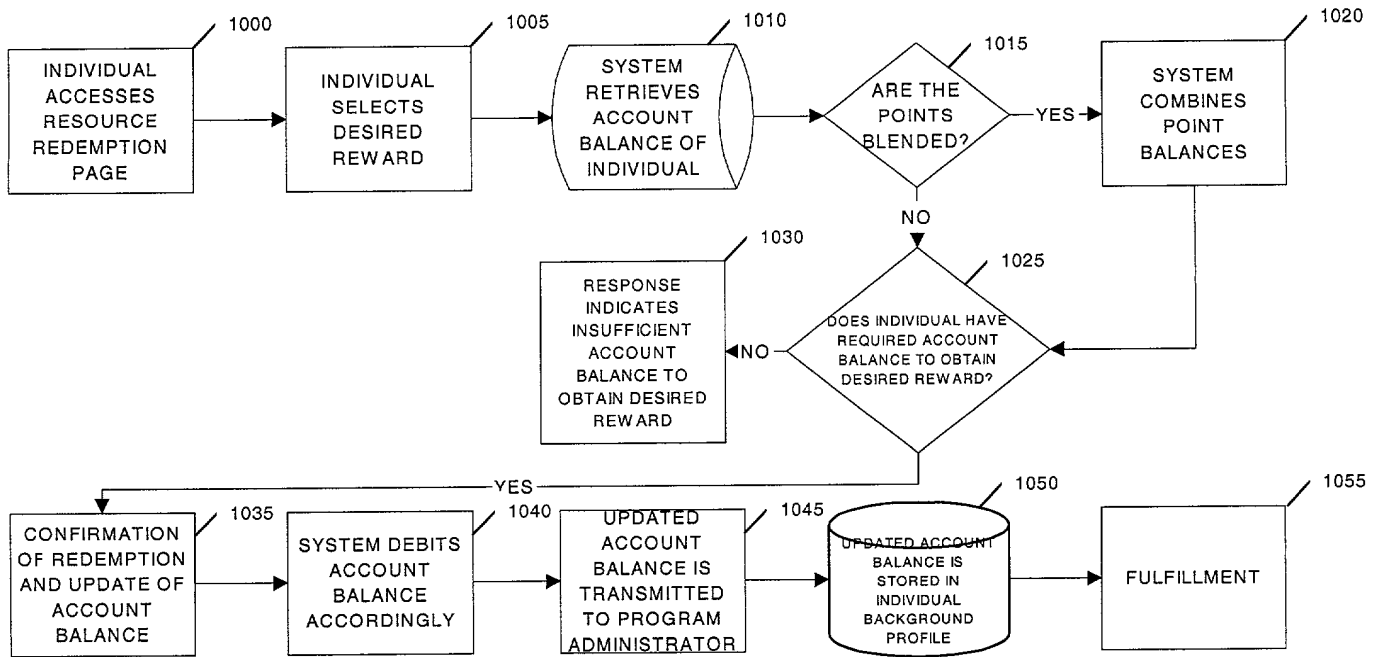 1000
INDIVIDUAL
ACCESSES
RESOURCE
REDEMPTION
PAGE
1005
INDIVIDUAL
SELECTS
DESIRED
REWARD
1010
SYSTEM
RETRIEVES
ACCOUNT
BALANCE OF
INDIVIDUAL
1015
ARE THE
POINTS
BLENDED?
YES
NO
1020
SYSTEM
COMBINES
POINT
BALANCES
1025
DOES INDIVIDUAL HAVE
REQUIRED ACCOUNT
BALANCE TO OBTAIN
DESIRED REWARD?
NO
YES
1030
RESPONSE
INDICATES
INSUFFICIENT
ACCOUNT
BALANCE TO
OBTAIN DESIRED
REWARD
1035
CONFIRMATION
OF REDEMPTION
AND UPDATE OF
ACCOUNT
BALANCE
1040
SYSTEM DEBITS
ACCOUNT
BALANCE
ACCORDINGLY
1045
UPDATED
ACCOUNT
BALANCE IS
TRANSMITTED
TO PROGRAM
ADMINISTRATOR
1050
UPDATED ACCOUNT
BALANCE IS
STORED IN
INDIVIDUAL
BACKGROUND
PROFILE
1055
FULFILLMENT